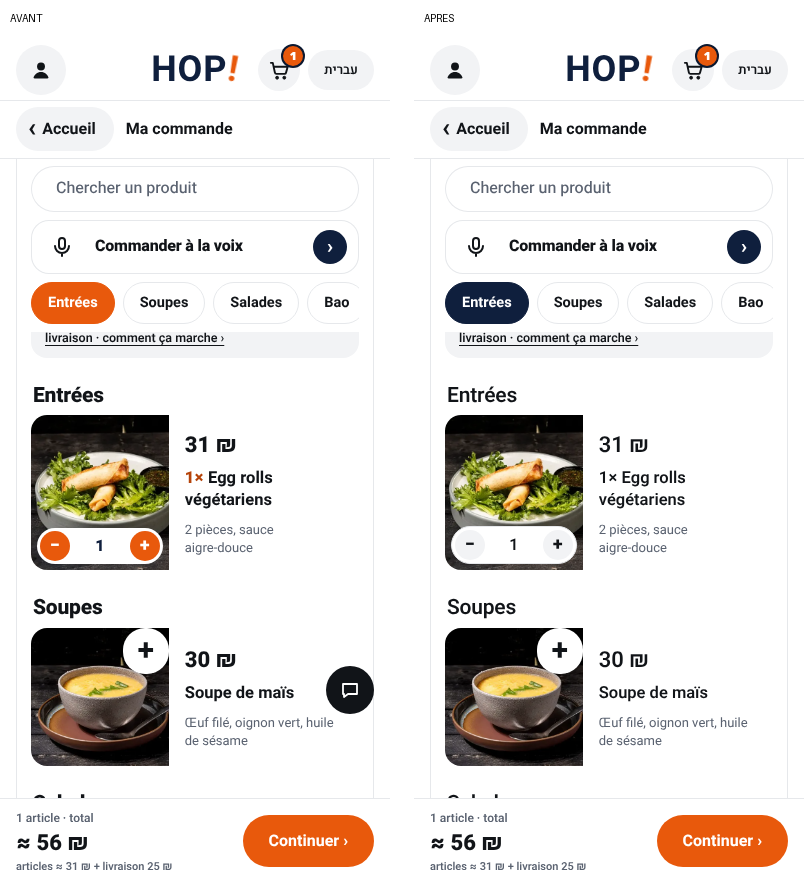 AVANT
HOP!
1
עברית
‹ Accueil
Ma commande
Chercher un produit
Commander à la voix ›
Entrées
Soupes
Salades
Bao
livraison · comment ça marche ›
Entrées
31 ₪
1× Egg rolls
végétariens
2 pièces, sauce
aigre-douce
− 1 +
Soupes
+
30 ₪
Soupe de maïs
Œuf filé, oignon vert, huile
de sésame
1 article · total
≈ 56 ₪
articles ≈ 31 ₪ + livraison 25 ₪
Continuer ›
APRES
HOP!
1
עברית
‹ Accueil
Ma commande
Chercher un produit
Commander à la voix ›
Entrées
Soupes
Salades
Bao
livraison · comment ça marche ›
Entrées
31 ₪
1× Egg rolls
végétariens
2 pièces, sauce
aigre-douce
− 1 +
Soupes
+
30 ₪
Soupe de maïs
Œuf filé, oignon vert, huile
de sésame
1 article · total
≈ 56 ₪
articles ≈ 31 ₪ + livraison 25 ₪
Continuer ›